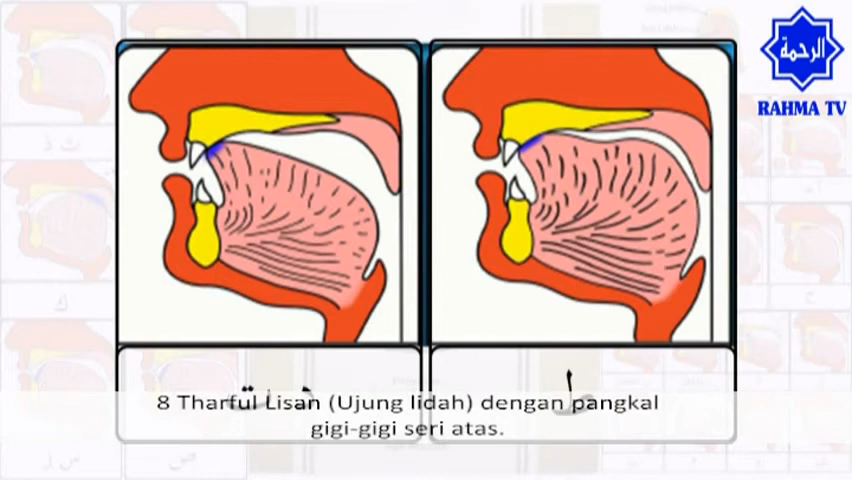 الرحمة
RAHMA TV
ث ذ
ك
ح
س ز
ص
د ت
ط
8 Tharful Lisan (Ujung lidah) dengan pangkal
gigi-gigi seri atas.